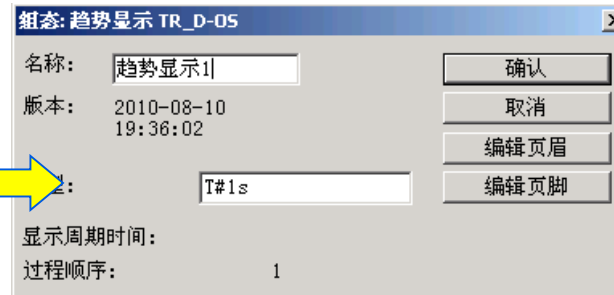 组态: 趋势显示 TR_D-OS
名称: 趋势显示1 确认
版本: 2010-08-10 取消
19:36:02
编辑页眉
型: T#1s 编辑页脚
显示周期时间:
过程顺序: 1